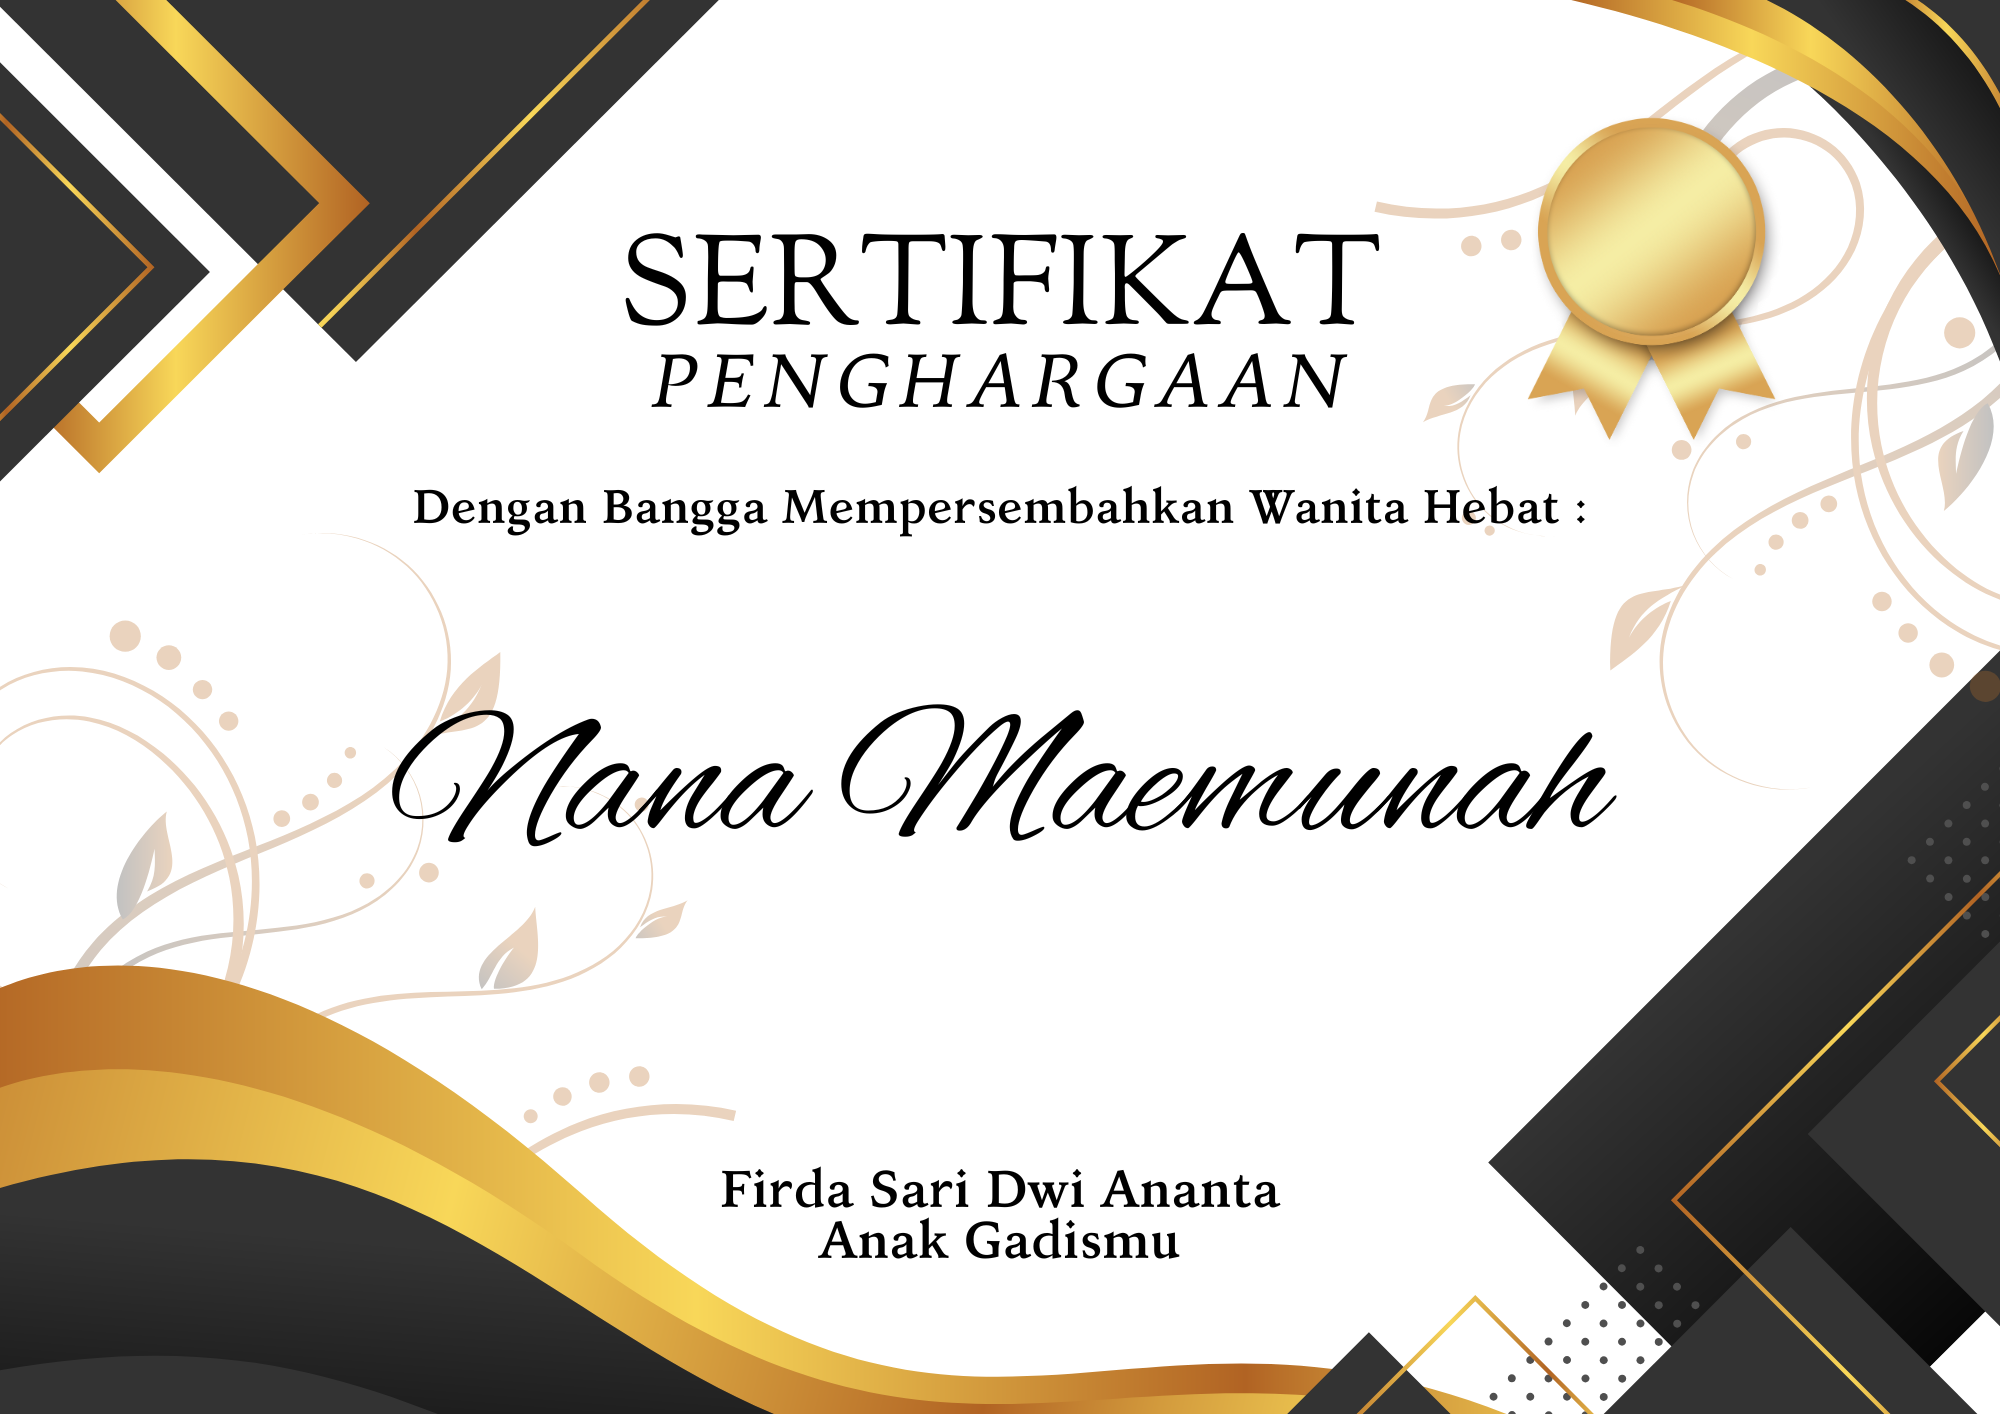 SERTIFIKAT
PENGHARGAAN
Dengan Bangga Mempersembahkan Wanita Hebat :
Nana Maemunah
Firda Sari Dwi Ananta
Anak Gadismu